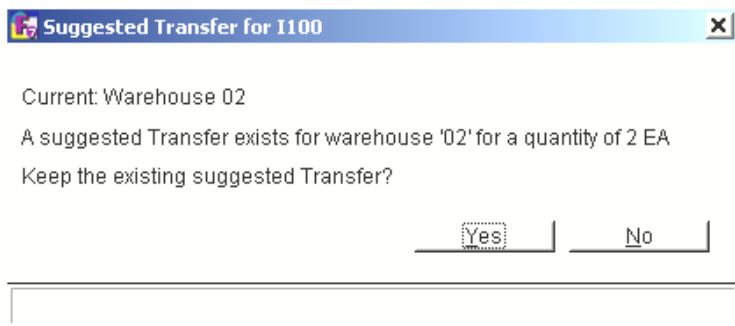 Suggested Transfer for I100
Current: Warehouse 02
A suggested Transfer exists for warehouse '02' for a quantity of 2 EA
Keep the existing suggested Transfer?
Yes No